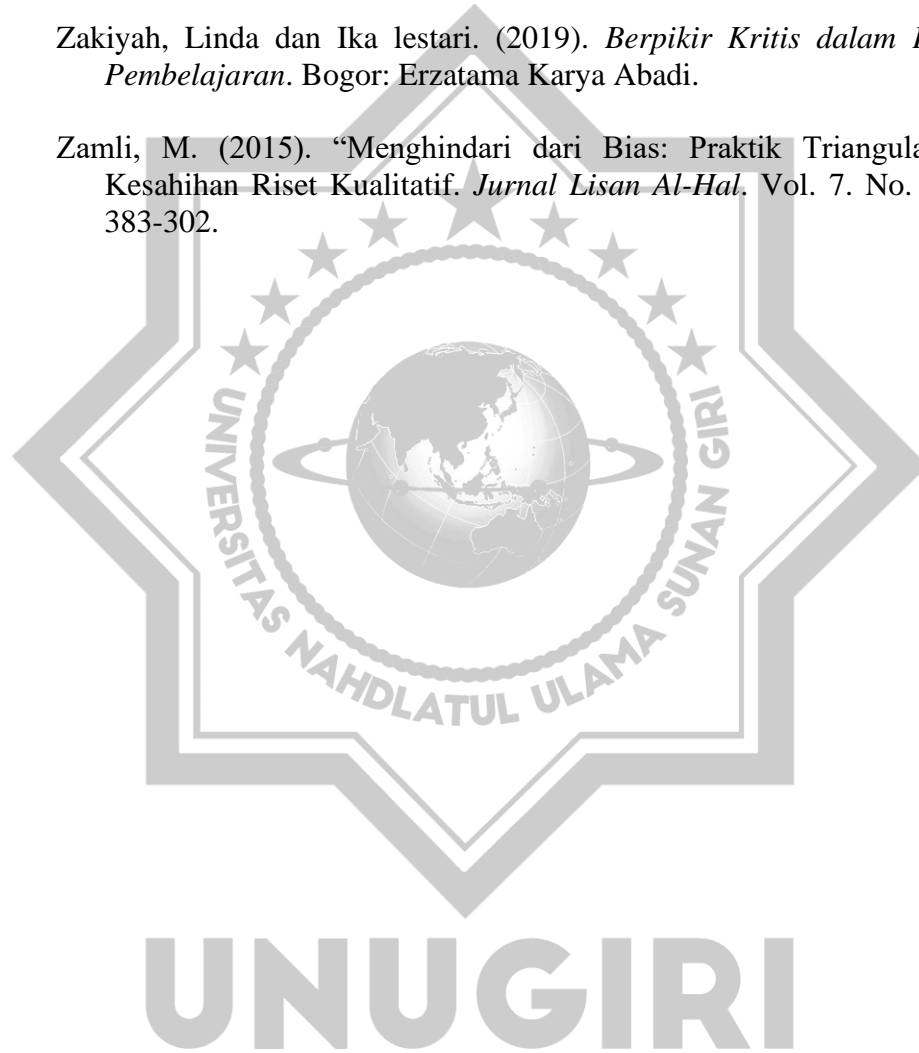 Zakiyah, Linda dan Ika lestari. (2019). Berpikir Kritis dalam
Pembelajaran. Bogor: Erzatama Karya Abadi.
Zamli, M. (2015). “Menghindari dari Bias: Praktik
Kesahihan Riset Kualitatif. Jurnal Lisan Al-Hal. Vol. 7. No.
383-302.
UNIVERSITAS NAHDLATUL ULAMA SUNAN GIRI
UNUGIRI